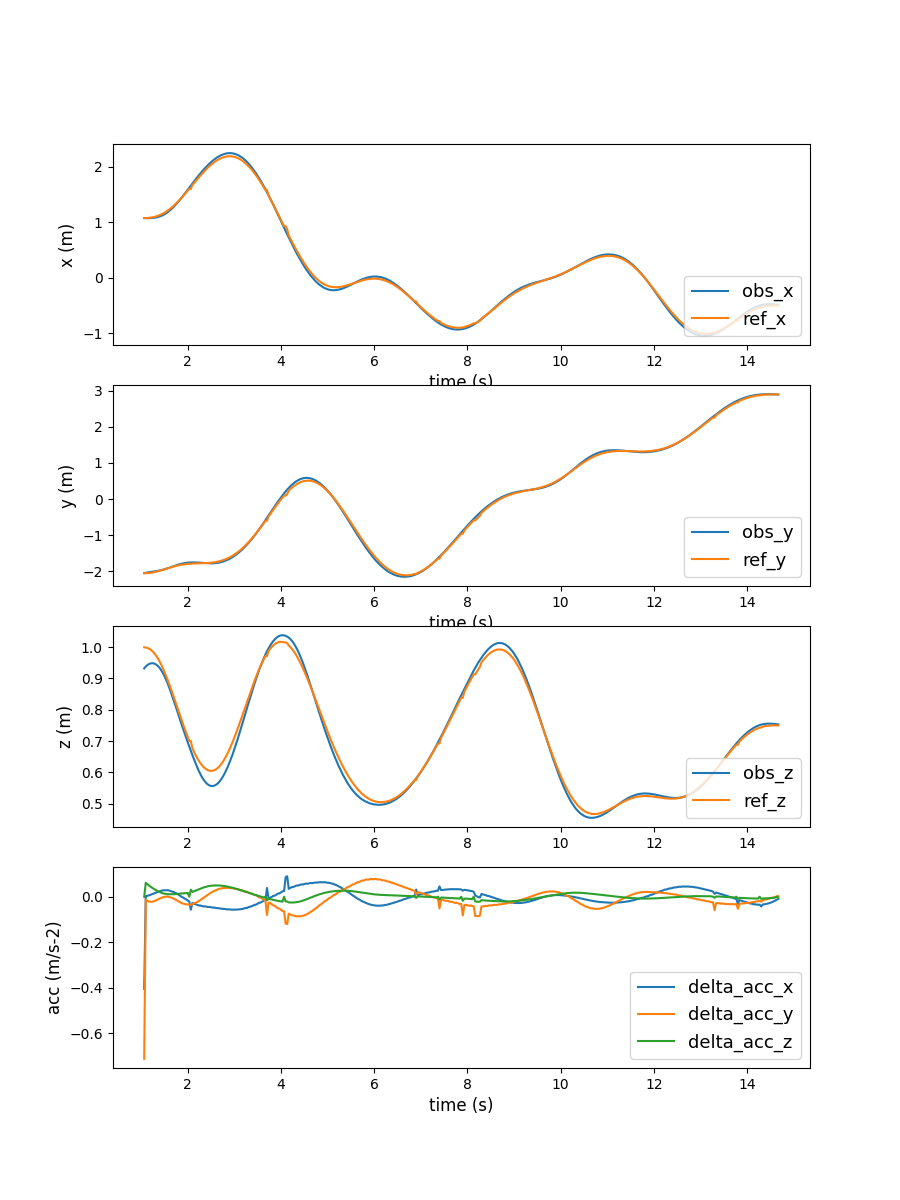 2
1
0
−1
x (m)
obs_x
ref_x
2 4 6 8 10 12 14
time (s)
3
2
1
0
−1
−2
y (m)
obs_y
ref_y
2 4 6 8 10 12 14
time (s)
1.0
0.9
0.8
0.7
0.6
0.5
z (m)
obs_z
ref_z
2 4 6 8 10 12 14
0.0
−0.2
−0.4
−0.6
acc (m/s-2)
delta_acc_x
delta_acc_y
delta_acc_z
2 4 6 8 10 12 14
time (s)